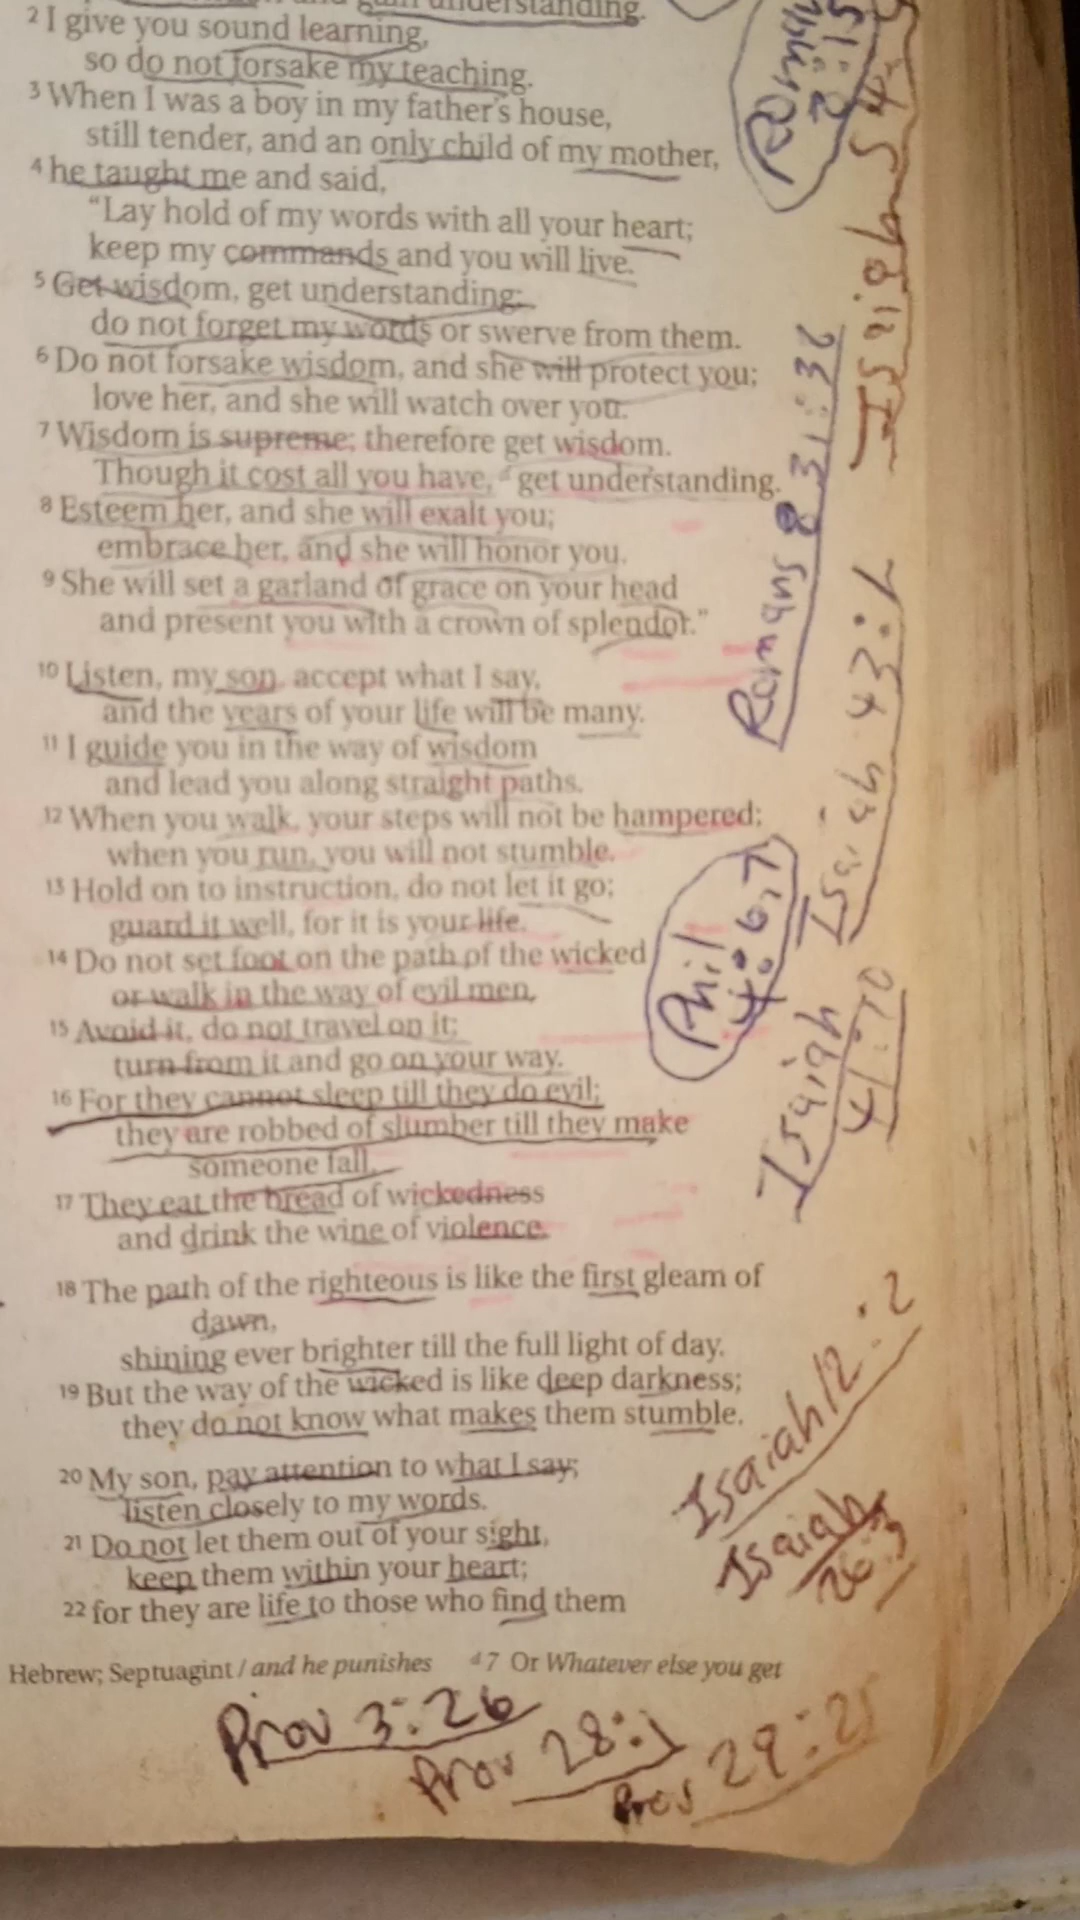 understanding.
2 I give you sound learning,
so do not forsake my teaching.
3 When I was a boy in my father's house,
still tender, and an only child of my mother,
4 he taught me and said,
"Lay hold of my words with all your heart;
keep my commands and you will live.
5 Get wisdom, get understanding;
do not forget my words or swerve from them.
6 Do not forsake wisdom, and she will protect you;
love her, and she will watch over you.
7 Wisdom is supreme; therefore get wisdom.
Though it cost all you have, d get understanding.
8 Esteem her, and she will exalt you;
embrace her, and she will honor you.
9 She will set a garland of grace on your head
and present you with a crown of splendor."
10 Listen, my son, accept what I say,
and the years of your life will be many.
11 I guide you in the way of wisdom
and lead you along straight paths.
12 When you walk, your steps will not be hampered;
when you run, you will not stumble.
13 Hold on to instruction, do not let it go;
guard it well, for it is your life.
14 Do not set foot on the path of the wicked
or walk in the way of evil men.
15 Avoid it, do not travel on it;
turn from it and go on your way.
16 For they cannot sleep till they do evil;
they are robbed of slumber till they make
someone fall.
17 They eat the bread of wickedness
and drink the wine of violence.
18 The path of the righteous is like the first gleam of
dawn,
shining ever brighter till the full light of day.
19 But the way of the wicked is like deep darkness;
they do not know what makes them stumble.
20 My son, pay attention to what I say;
listen closely to my words.
21 Do not let them out of your sight,
keep them within your heart;
22 for they are life to those who find them
Hebrew; Septuagint / and he punishes d 7 Or Whatever else you get
Isaiah 54
Romans 8 31:32
Isaiah 43:1
Phil
4:6,7
Isaiah
41:10
Isaiah 12:2
Isaiah
26:3
Prov 3:26
Prov 28:1
Prov 29:25